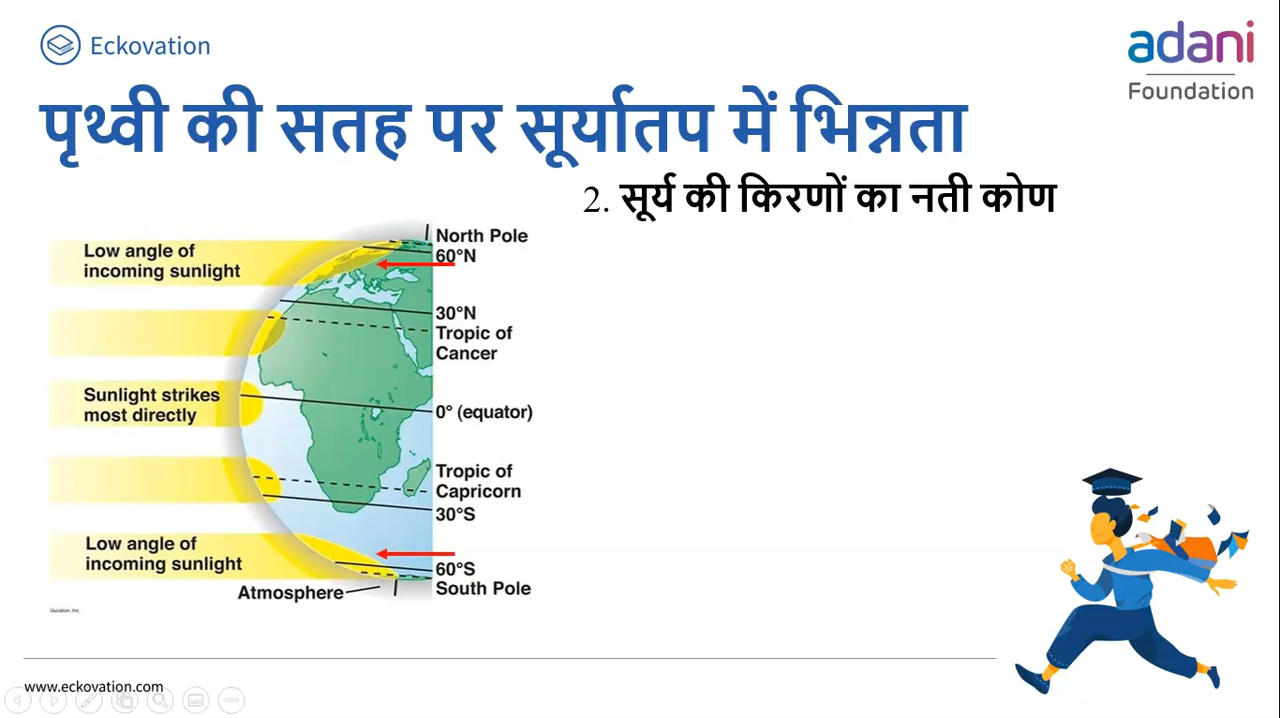 Eckovation
adani
Foundation
पृथ्वी की सतह पर सूर्यातप में भिन्नता
2. सूर्य की किरणों का नती कोण
Low angle of
incoming sunlight
Sunlight strikes
most directly
Low angle of
incoming sunlight
North Pole
60°N
30°N
Tropic of
Cancer
0° (equator)
Tropic of
Capricorn
30°S
60°S
South Pole
Atmosphere
www.eckovation.com